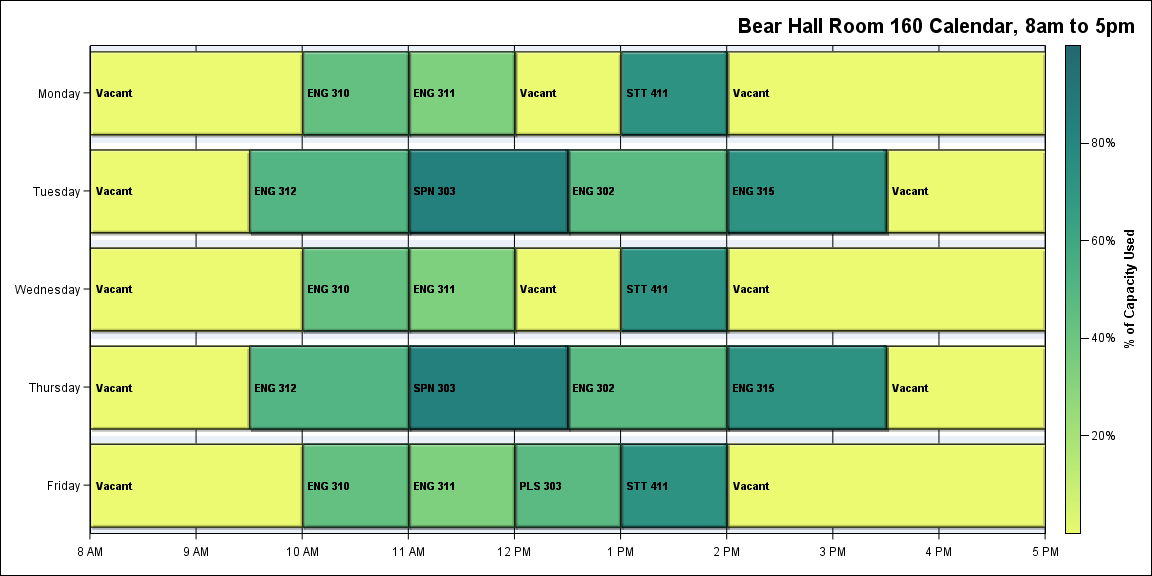 Bear Hall Room 160 Calendar, 8am to 5pm
Monday
Vacant
ENG 310
ENG 311
Vacant
STT 411
Vacant
Tuesday
Vacant
ENG 312
SPN 303
ENG 302
ENG 315
Vacant
Wednesday
Vacant
ENG 310
ENG 311
Vacant
STT 411
Vacant
Thursday
Vacant
ENG 312
SPN 303
ENG 302
ENG 315
Vacant
Friday
Vacant
ENG 310
ENG 311
PLS 303
STT 411
Vacant
8 AM
9 AM
10 AM
11 AM
12 PM
1 PM
2 PM
3 PM
4 PM
5 PM
80%
60%
40%
20%
% of Capacity Used